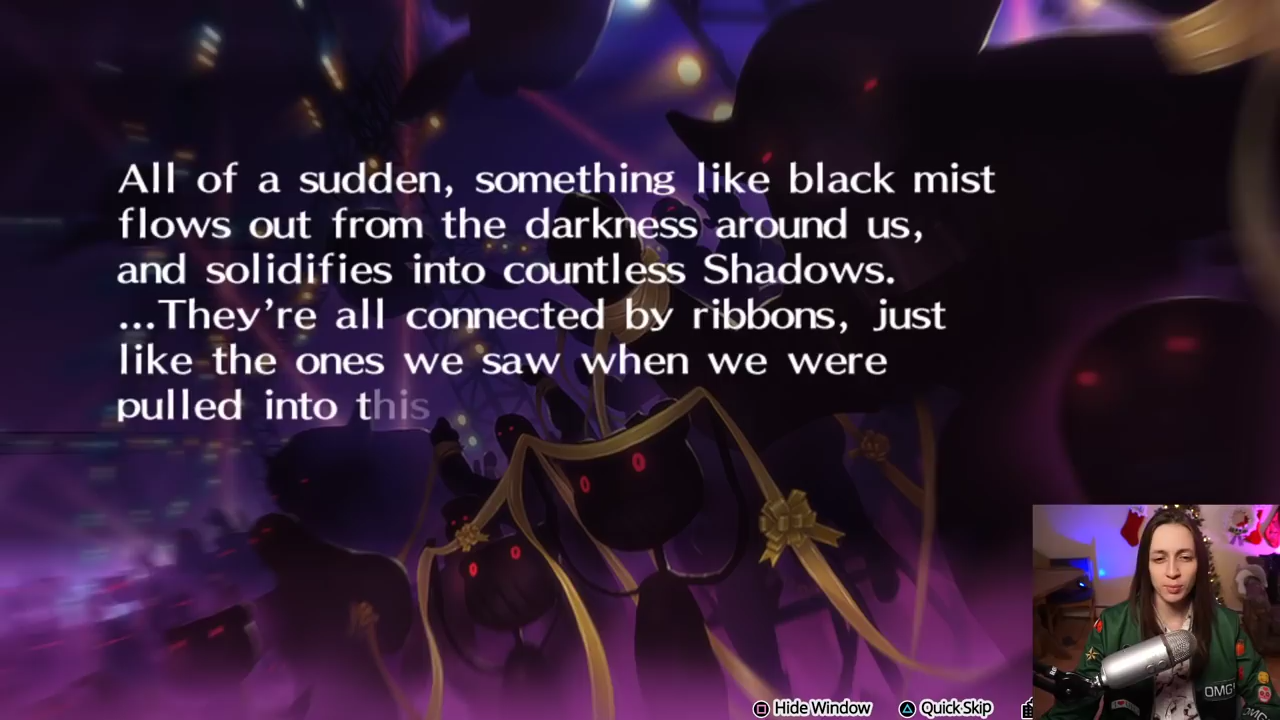 All of a sudden, something like black mist
flows out from the darkness around us,
and solidifies into countless Shadows.
...They're all connected by ribbons, just
like the ones we saw when we were
pulled into this
Hide Window
Quick Skip
OMG!